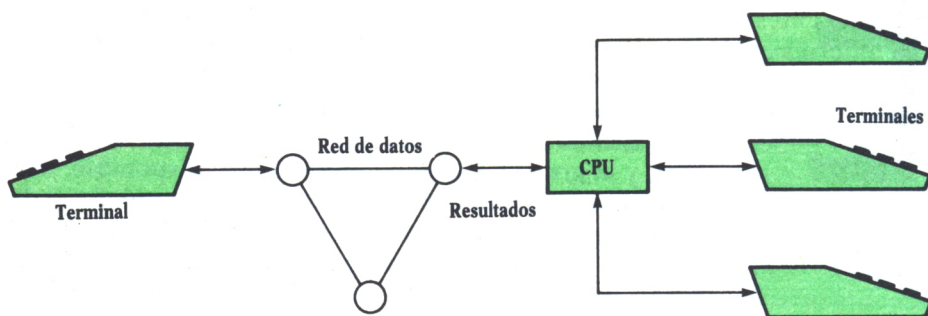 Red de datos
Terminal
Resultados
CPU
Terminales